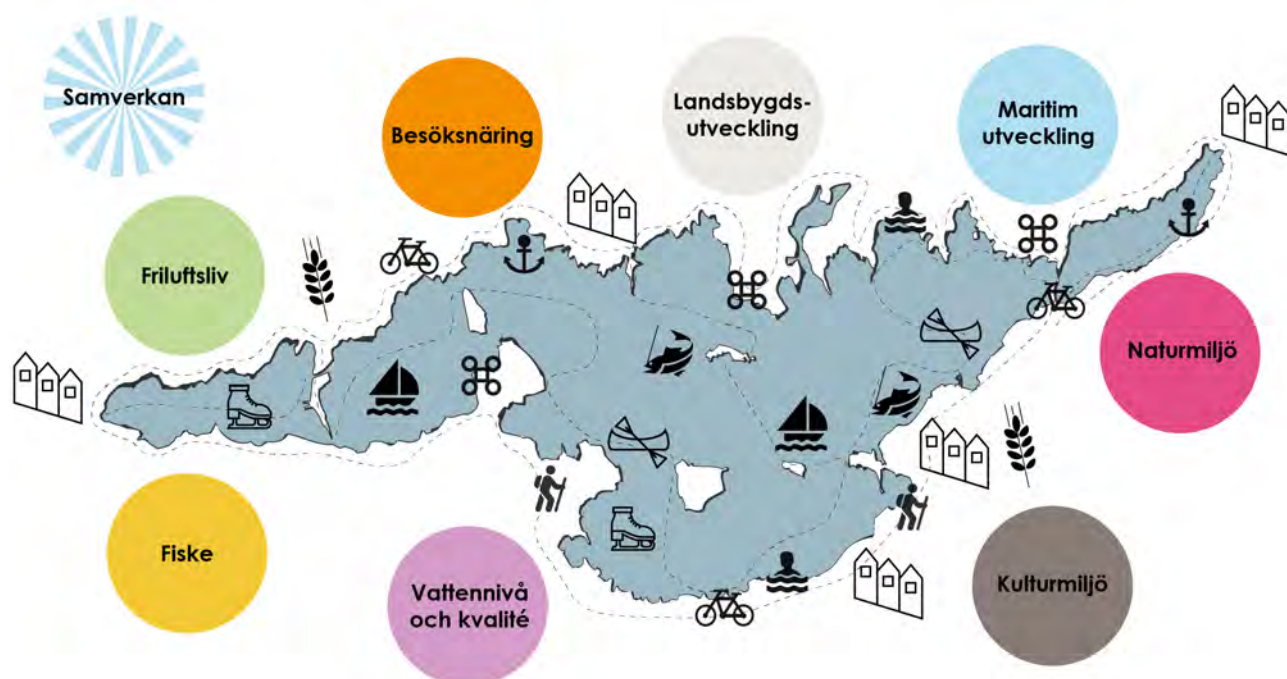 Samverkan
Besöksnäring
Landsbygds-
utveckling
Maritim
utveckling
Friluftsliv
Naturmiljö
Fiske
Vattennivå
och kvalité
Kulturmiljö